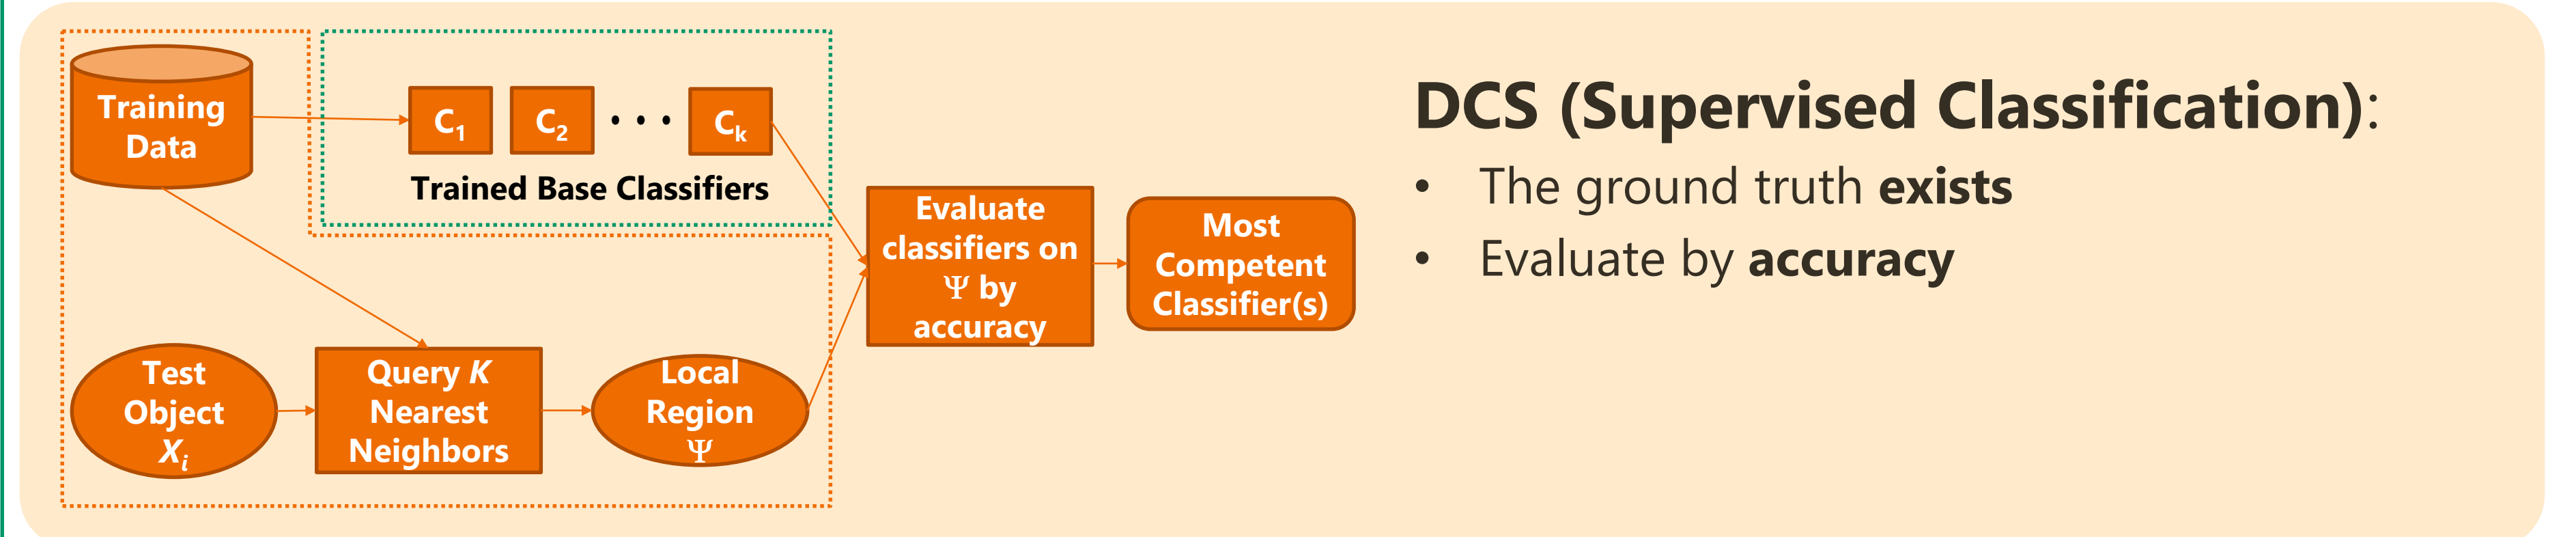 Training
Data
C1
C2
• • •
Ck
Trained Base Classifiers
Test
Object
Xi
Query K
Nearest
Neighbors
Local
Region
Ψ
Evaluate
classifiers on
Ψ by
accuracy
Most
Competent
Classifier(s)
DCS (Supervised Classification):
• The ground truth exists
• Evaluate by accuracy